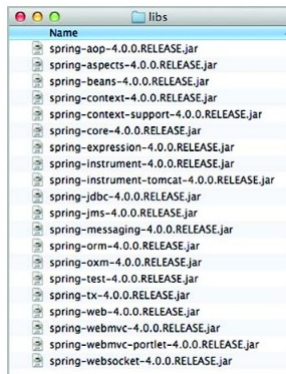 libs
Name
spring-aop-4.0.0.RELEASE.jar
spring-aspects-4.0.0.RELEASE.jar
spring-beans-4.0.0.RELEASE.jar
spring-context-4.0.0.RELEASE.jar
spring-context-support-4.0.0.RELEASE.jar
spring-core-4.0.0.RELEASE.jar
spring-expression-4.0.0.RELEASE.jar
spring-instrument-4.0.0.RELEASE.jar
spring-instrument-tomcat-4.0.0.RELEASE.jar
spring-jdbc-4.0.0.RELEASE.jar
spring-jms-4.0.0.RELEASE.jar
spring-messaging-4.0.0.RELEASE.jar
spring-orm-4.0.0.RELEASE.jar
spring-oxm-4.0.0.RELEASE.jar
spring-test-4.0.0.RELEASE.jar
spring-tx-4.0.0.RELEASE.jar
spring-web-4.0.0.RELEASE.jar
spring-webmvc-4.0.0.RELEASE.jar
spring-webmvc-portlet-4.0.0.RELEASE.jar
spring-websocket-4.0.0.RELEASE.jar